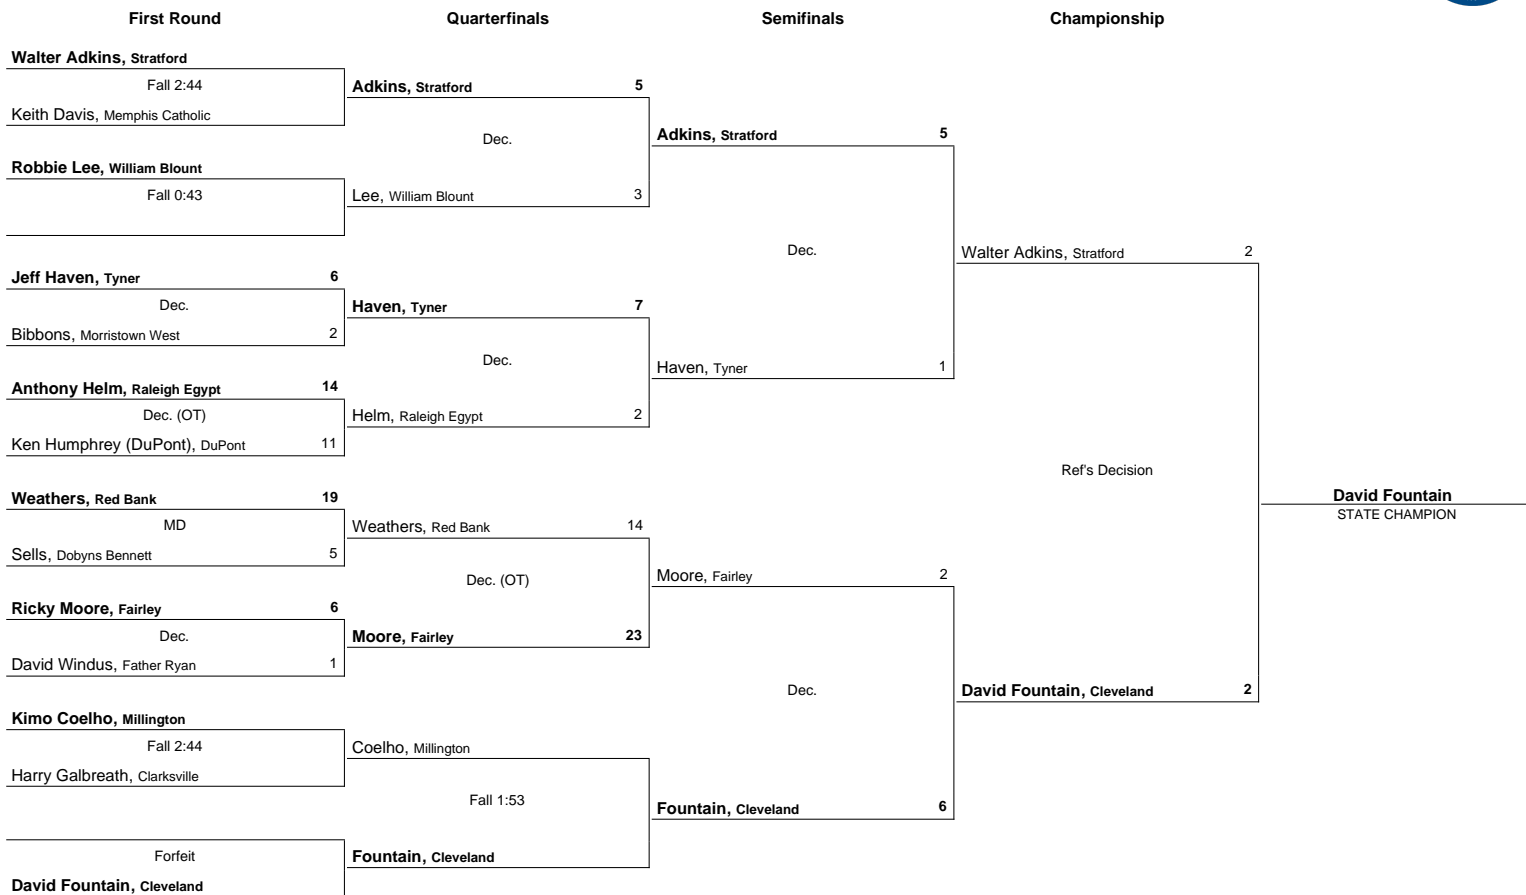 First Round Quarterfinals Semifinals Championship
Walter Adkins, Stratford
Fall 2:44
Keith Davis, Memphis Catholic
Robbie Lee, William Blount
Fall 0:43
Jeff Haven, Tyner 6
Dec.
Bibbons, Morristown West 2
Anthony Helm, Raleigh Egypt 14
Dec. (OT)
Ken Humphrey (DuPont), DuPont 11
Weathers, Red Bank 19
MD
Sells, Dobyns Bennett 5
Ricky Moore, Fairley 6
Dec.
David Windus, Father Ryan 1
Kimo Coelho, Millington
Fall 2:44
Harry Galbreath, Clarksville
Forfeit
David Fountain, Cleveland
Adkins, Stratford 5
Dec.
Lee, William Blount 3
Haven, Tyner 7
Dec.
Helm, Raleigh Egypt 2
Weathers, Red Bank 14
Dec. (OT)
Moore, Fairley 23
Coelho, Millington
Fall 1:53
Fountain, Cleveland
Adkins, Stratford 5
Dec.
Haven, Tyner 1
Moore, Fairley 2
Dec.
Fountain, Cleveland 6
Walter Adkins, Stratford 2
Ref's Decision
David Fountain, Cleveland 2
David Fountain
STATE CHAMPION